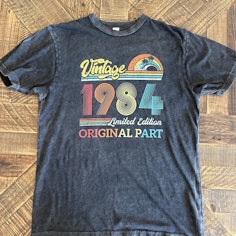 Vintage
1984
Limited Edition
ORIGINAL PART